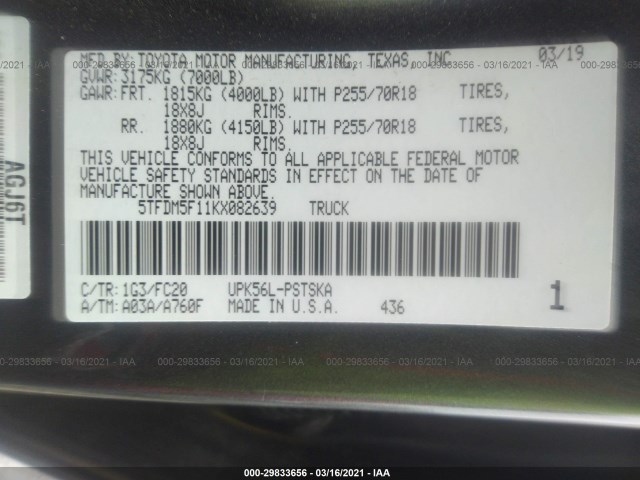 MFD BY: TOYOTA MOTOR MANUFACTURING, TEXAS, INC 03/19
GVWR: 3175KG (7000LB)
GAWR: FRT. 1815KG (4000LB) WITH P255/70R18 TIRES,
18X8J RIMS.
RR. 1880KG (4150LB) WITH P255/70R18 TIRES,
18X8J RIMS.
THIS VEHICLE CONFORMS TO ALL APPLICABLE FEDERAL MOTOR
VEHICLE SAFETY STANDARDS IN EFFECT ON THE DATE OF
MANUFACTURE SHOWN ABOVE.
5TFDM5F11KX082639 TRUCK
C/TR: 1G3/FC20 UPK56L-PSTSKA
A/TM: A03A/A760F MADE IN U.S.A. 436
1
AGJ6T
000-29833656 - 03/16/2021 - IAA